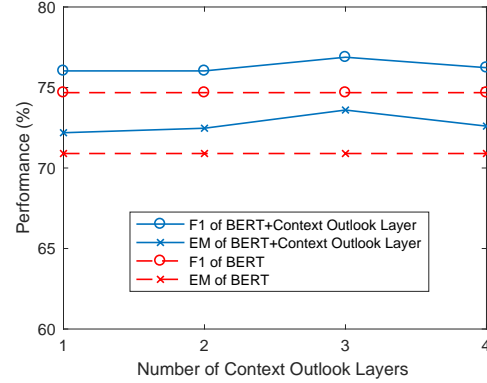 80
75
70
65
60
Performance (%)
F1 of BERT+Context Outlook Layer
EM of BERT+Context Outlook Layer
F1 of BERT
EM of BERT
1 2 3 4
Number of Context Outlook Layers